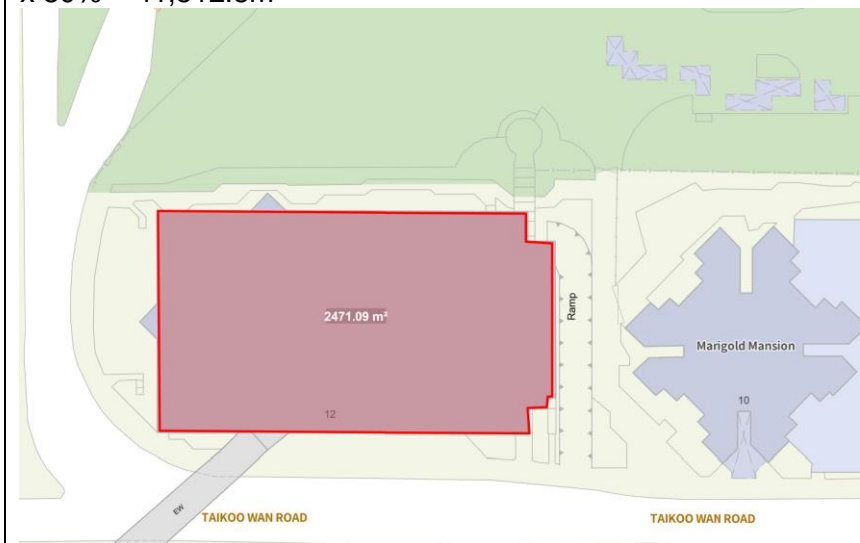 2471.09 m²
Ramp
Marigold Mansion
12
10
EW
TAIKOO WAN ROAD
TAIKOO WAN ROAD